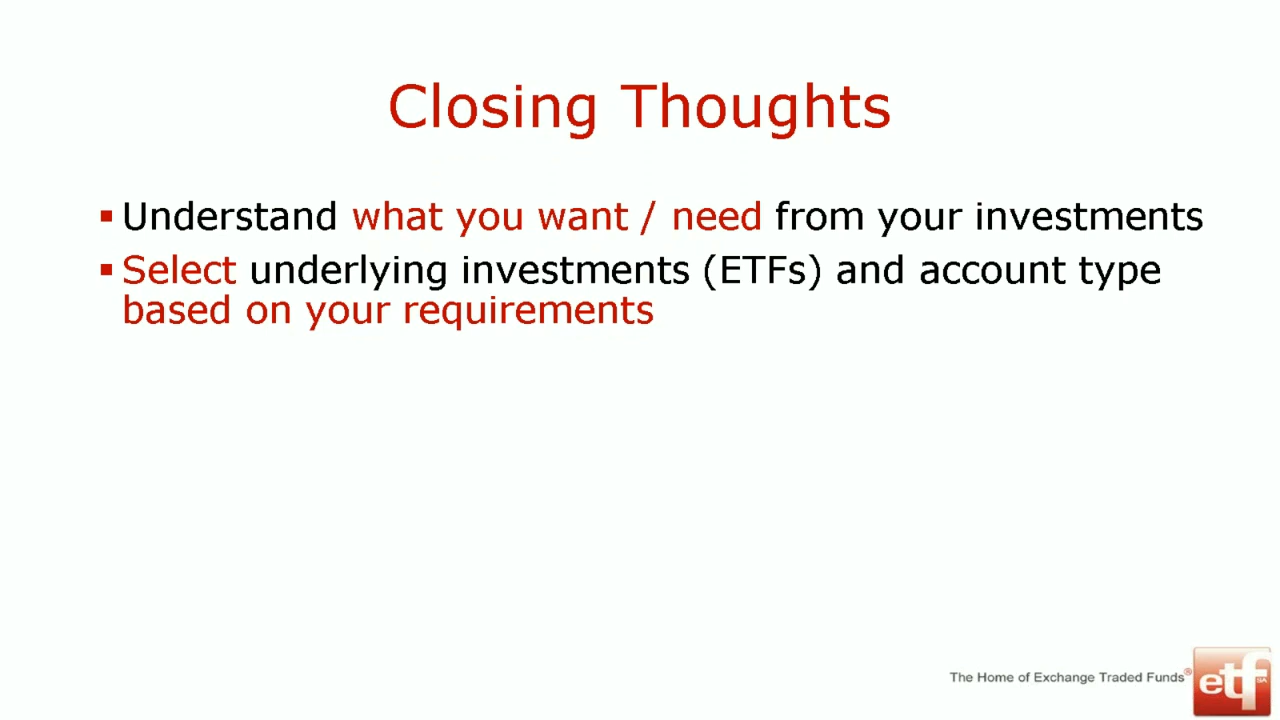 Closing Thoughts
▪ Understand what you want / need from your investments
▪ Select underlying investments (ETFs) and account type
based on your requirements
The Home of Exchange Traded Funds®
etf
SA